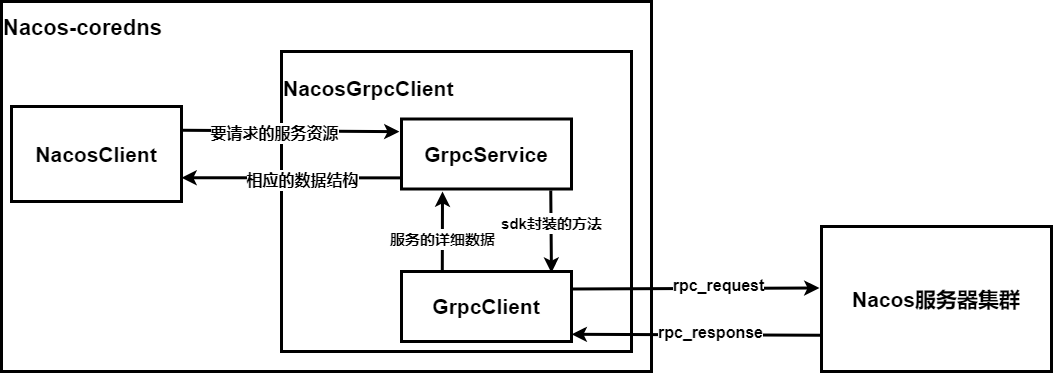 Nacos-coredns
NacosGrpcClient
NacosClient
要请求的服务资源
GrpcService
相应的数据结构
sdk封装的方法
服务的详细数据
GrpcClient
rpc_request
Nacos服务器集群
rpc_response